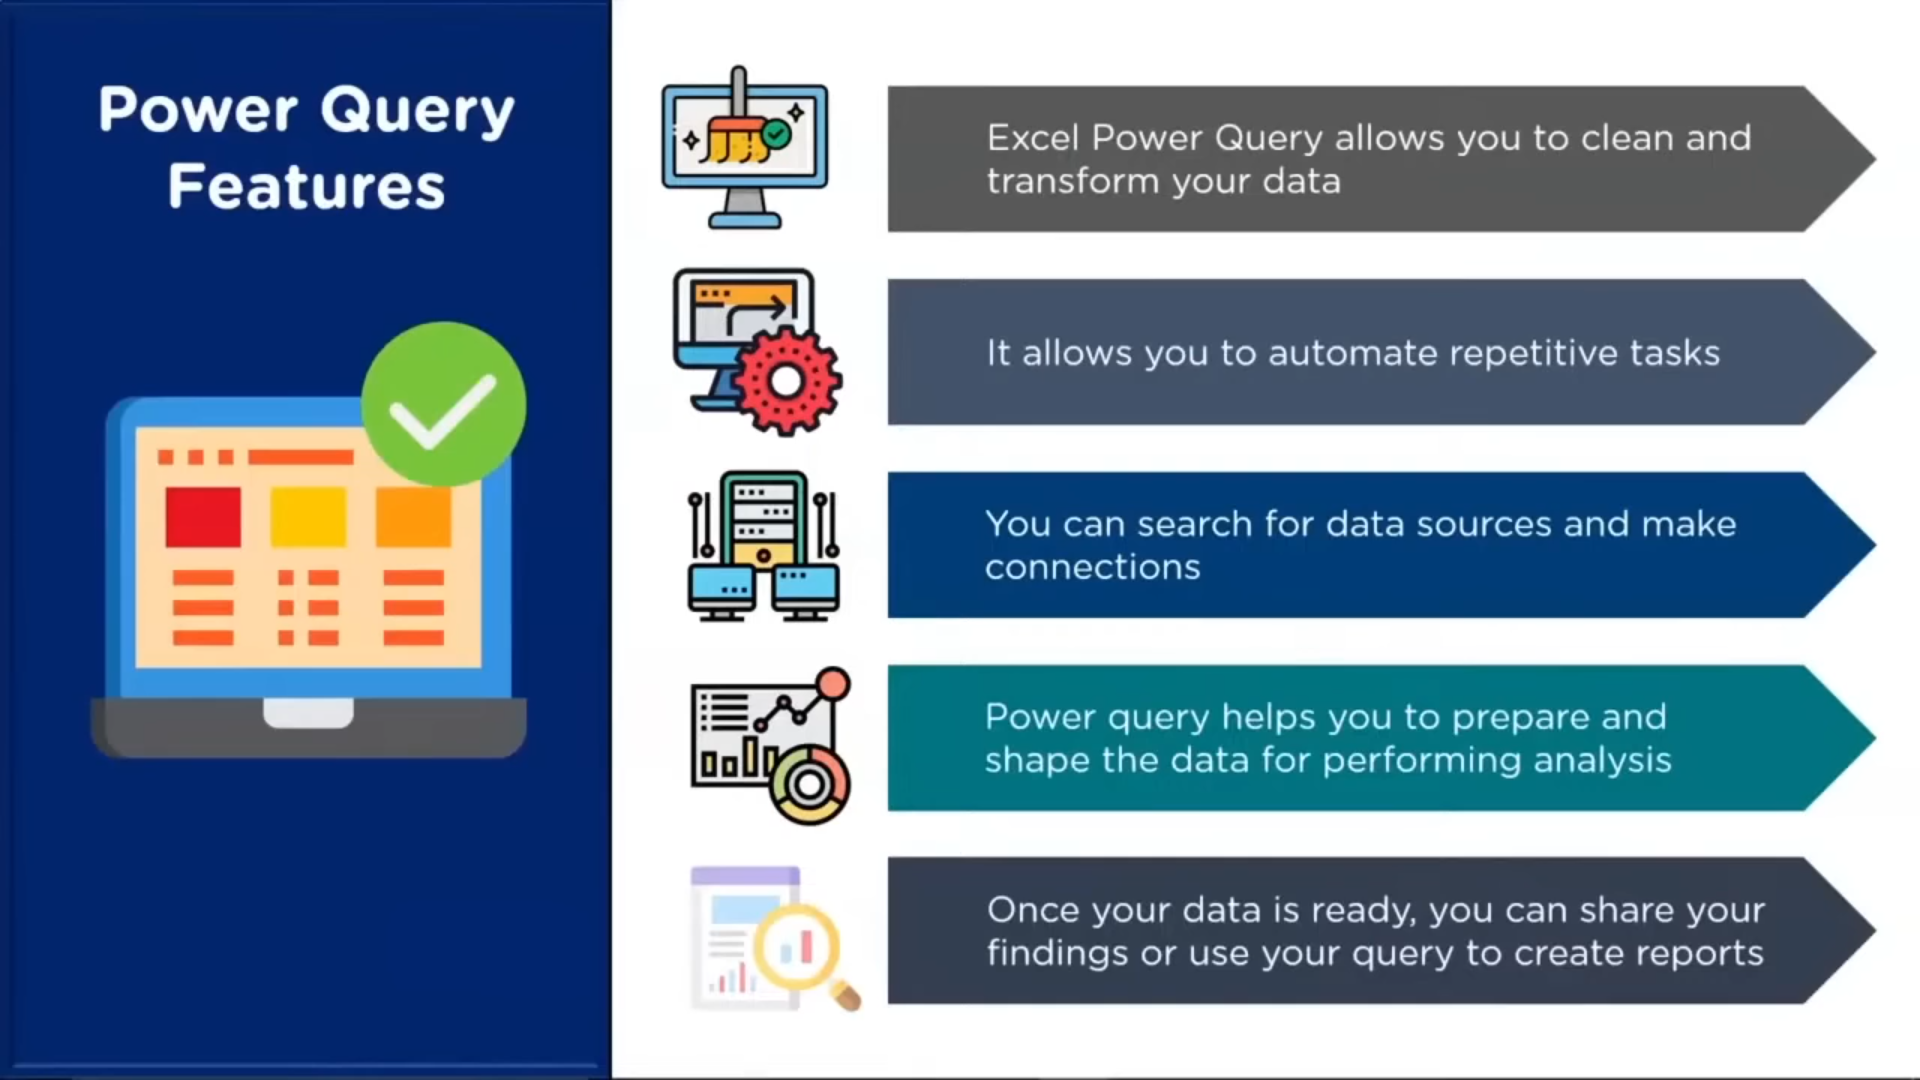 Power Query
Features
Excel Power Query allows you to clean and
transform your data
It allows you to automate repetitive tasks
You can search for data sources and make
connections
Power query helps you to prepare and
shape the data for performing analysis
Once your data is ready, you can share your
findings or use your query to create reports